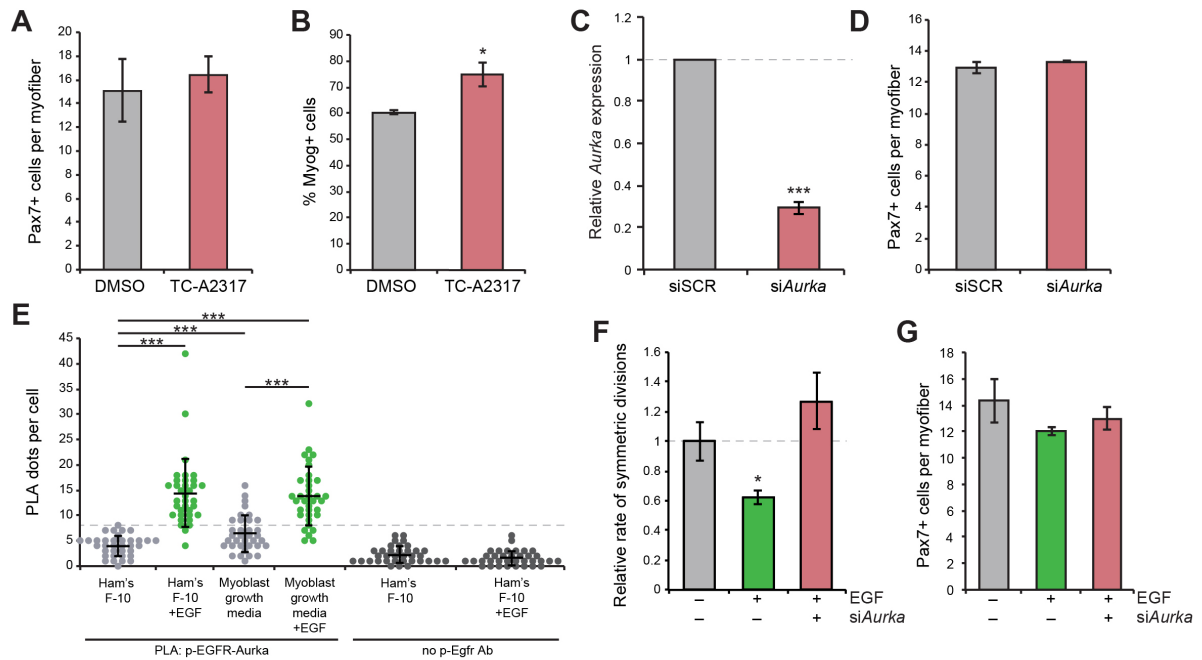 A
Pax7+ cells per myofiber
20
18
16
14
12
10
8
6
4
2
0
DMSO
TC-A2317
B
% Myog+ cells
90
80
70
60
50
40
30
20
10
0
*
DMSO
TC-A2317
C
Relative Aurka expression
1.2
1
0.8
0.6
0.4
0.2
0
***
siSCR
siAurka
D
Pax7+ cells per myofiber
16
14
12
10
8
6
4
2
0
siSCR
siAurka
E
PLA dots per cell
45
40
35
30
25
20
15
10
5
0
***
***
***
***
Ham's
F-10
Ham's
F-10
+EGF
Myoblast
growth
media
Myoblast
growth
media
+EGF
Ham's
F-10
Ham's
F-10
+EGF
PLA: p-EGFR-Aurka
no p-Egfr Ab
F
Relative rate of symmetric divisions
1.6
1.4
1.2
1
0.8
0.6
0.4
0.2
0
*
– + + EGF
– – + siAurka
G
Pax7+ cells per myofiber
18
16
14
12
10
8
6
4
2
0
– + + EGF
– – + siAurka